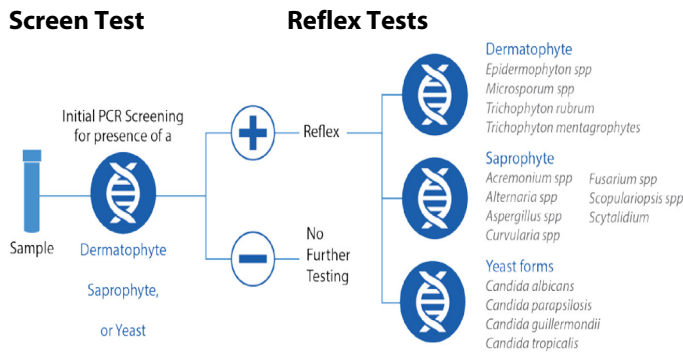 Screen Test
Reflex Tests
Initial PCR Screening
for presence of a
Sample
Dermatophyte
Saprophyte,
or Yeast
Reflex
No
Further
Testing
Dermatophyte
Epidermophyton spp
Microsporum spp
Trichophyton rubrum
Trichophyton mentagrophytes
Saprophyte
Acremonium spp
Alternaria spp
Aspergillus spp
Curvularia spp
Fusarium spp
Scopulariopsis spp
Scytalidium
Yeast forms
Candida albicans
Candida parapsilosis
Candida guillermondii
Candida tropicalis